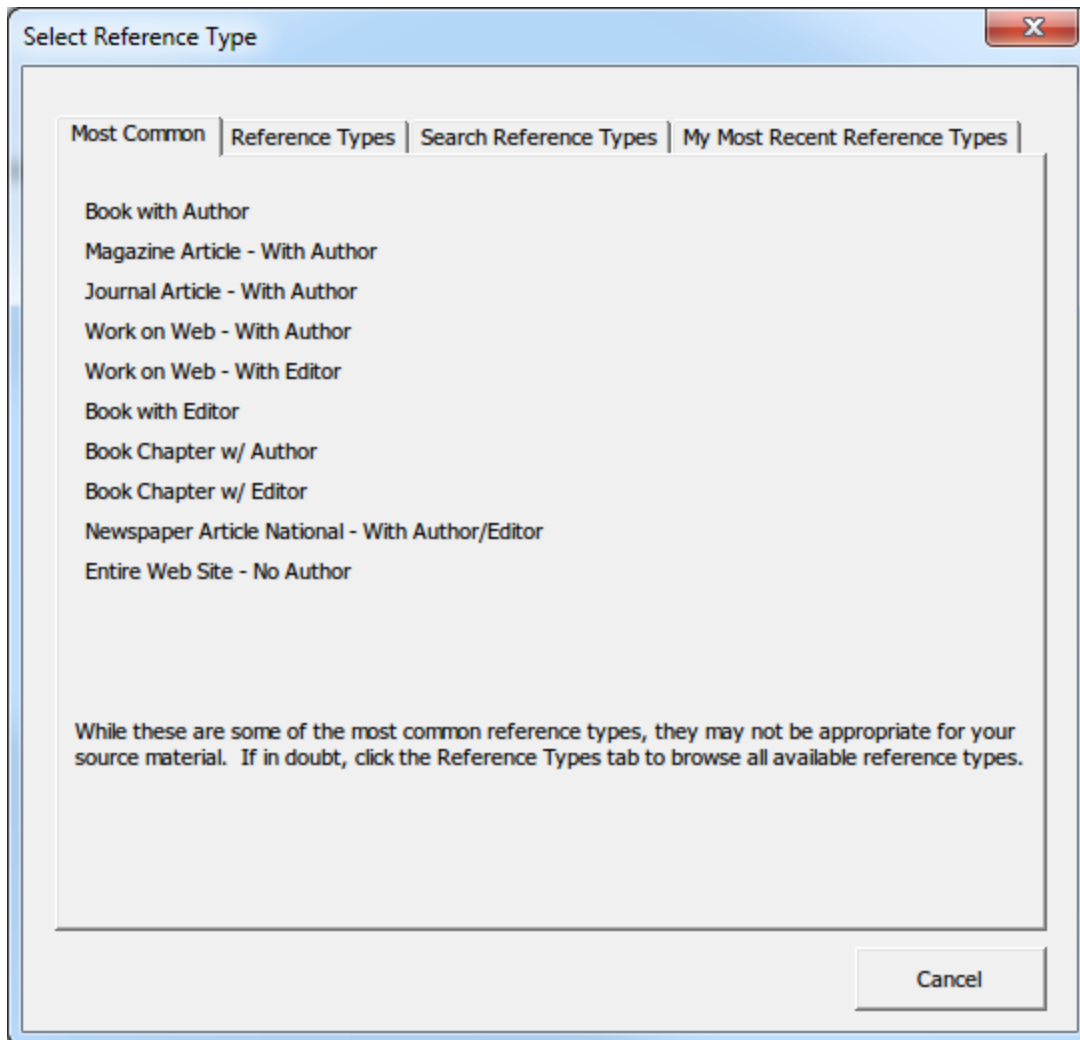 Select Reference Type
Most Common
Reference Types
Search Reference Types
My Most Recent Reference Types
Book with Author
Magazine Article - With Author
Journal Article - With Author
Work on Web - With Author
Work on Web - With Editor
Book with Editor
Book Chapter w/ Author
Book Chapter w/ Editor
Newspaper Article National - With Author/Editor
Entire Web Site - No Author
While these are some of the most common reference types, they may not be appropriate for your
source material.  If in doubt, click the Reference Types tab to browse all available reference types.
Cancel